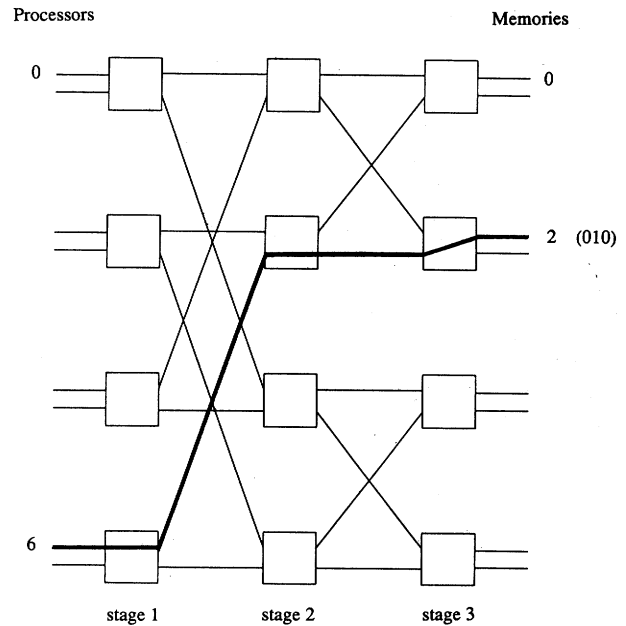 Processors
Memories
0
0
2 (010)
6
stage 1
stage 2
stage 3